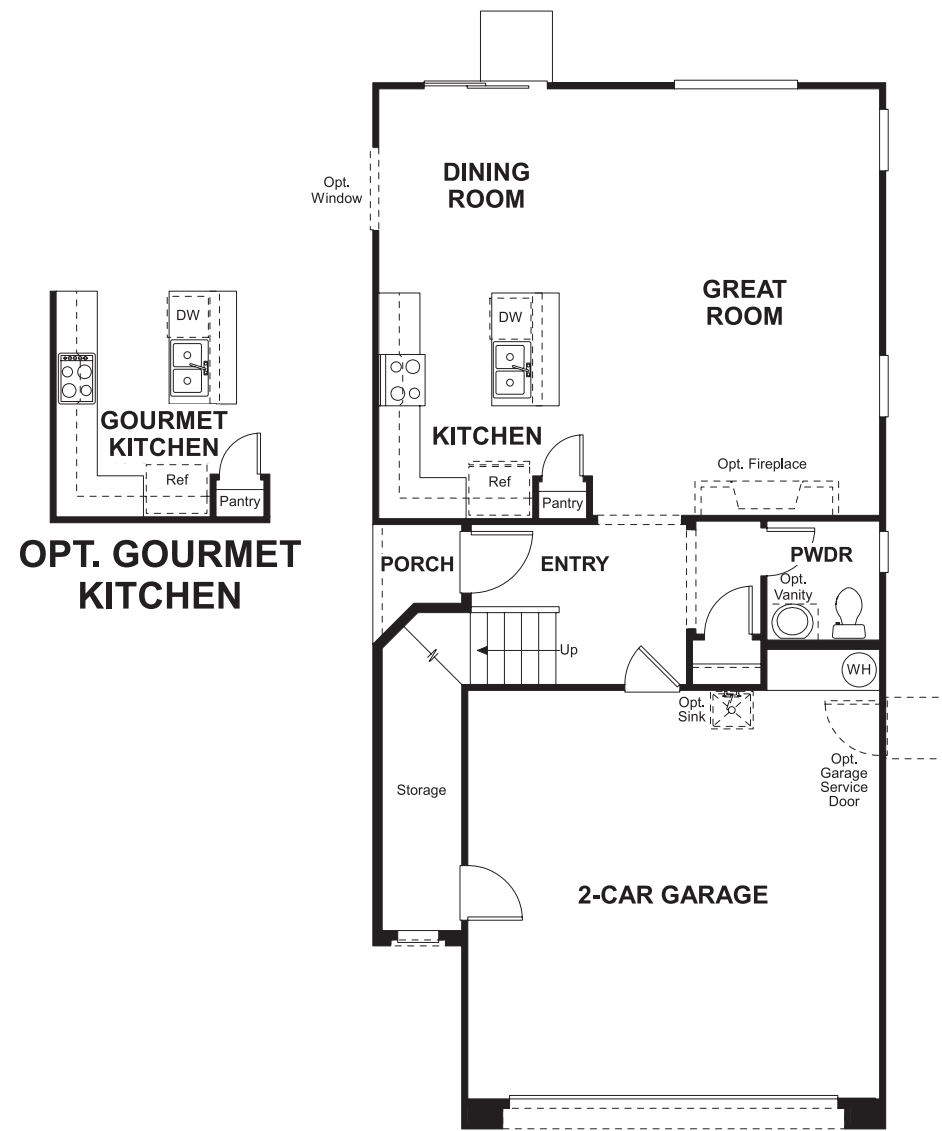 DINING
ROOM
Opt.
Window
GREAT
ROOM
DW
DW
GOURMET
KITCHEN
KITCHEN
Opt. Fireplace
Ref
Pantry
Ref
Pantry
OPT. GOURMET
KITCHEN
PORCH
ENTRY
PWDR
Opt.
Vanity
Up
WH
Opt.
Sink
Opt.
Garage
Service
Door
Storage
2-CAR GARAGE